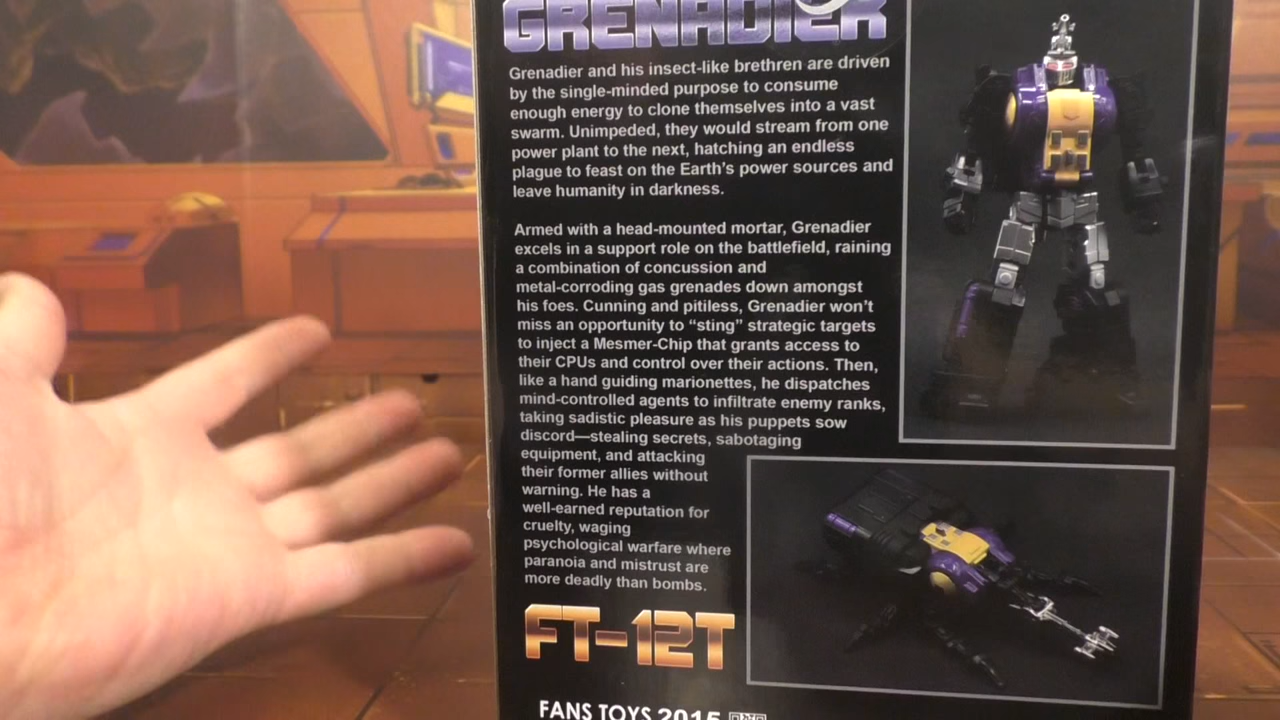 GRENADIER
Grenadier and his insect-like brethren are driven
by the single-minded purpose to consume
enough energy to clone themselves into a vast
swarm. Unimpeded, they would stream from one
power plant to the next, hatching an endless
plague to feast on the Earth's power sources and
leave humanity in darkness.
Armed with a head-mounted mortar, Grenadier
excels in a support role on the battlefield, raining
a combination of concussion and
metal-corroding gas grenades down amongst
his foes. Cunning and pitiless, Grenadier won't
miss an opportunity to “sting” strategic targets
to inject a Mesmer-Chip that grants access to
their CPUs and control over their actions. Then,
like a hand guiding marionettes, he dispatches
mind-controlled agents to infiltrate enemy ranks,
taking sadistic pleasure as his puppets sow
discord—stealing secrets, sabotaging
equipment, and attacking
their former allies without
warning. He has a
well-earned reputation for
cruelty, waging
psychological warfare where
paranoia and mistrust are
more deadly than bombs.
FT-12T
FANS TOYS 2015